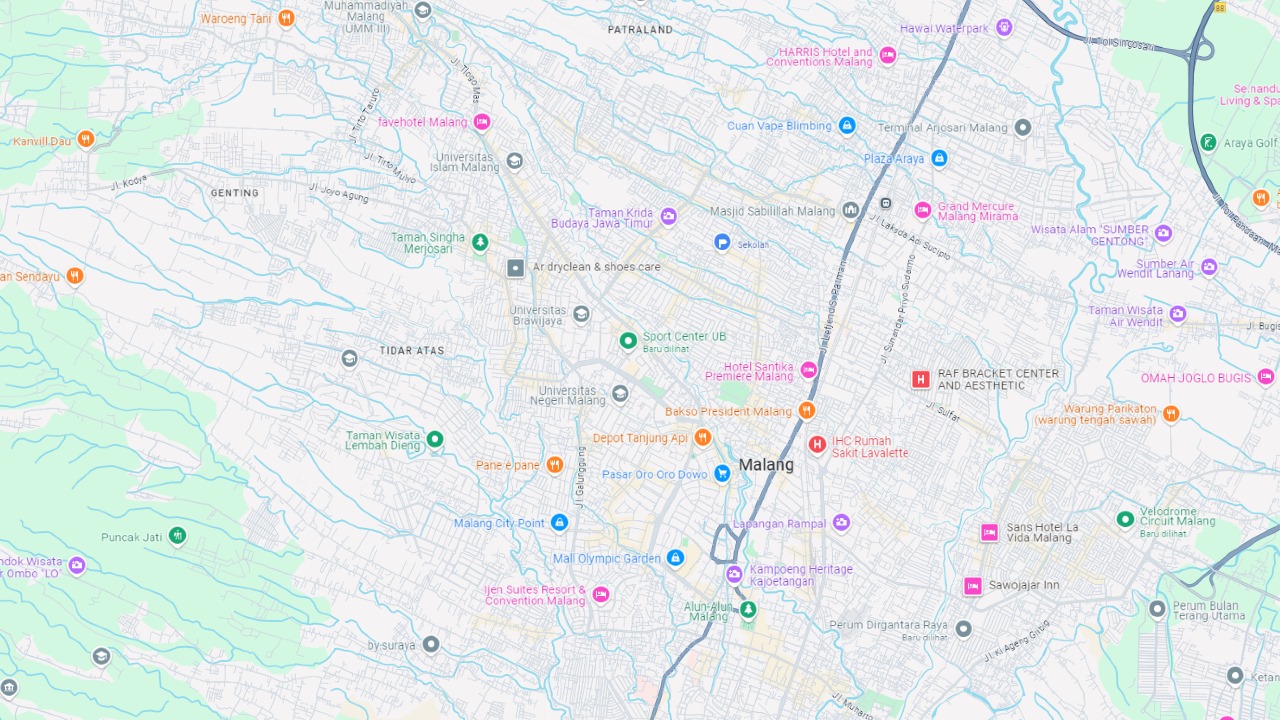 Muhammadiyah
Malang
(UMM III)
Waroeng Tani
PATRALAND
Hawai Waterpark
88
Jl. Tol Singosari
HARRIS Hotel and
Conventions Malang
Jl. Tlogo Mas
Living & Spa
Jl. Tirto Taruno
favehotel Malang
Cuan Vape Blimbing
Terminal Arjosari Malang
Kanvill Dau
Araya Golf
Plaza Araya
Universitas
Islam Malang
Jl. Tirto Mulyo
Jl. Joyo Agung
GENTING
Taman Krida
Budaya Jawa Timur
Masjid Sabilillah Malang
Grand Mercure
Malang Mirama
Jl. Laksda Adi Sucipto
Wisata Alam "SUMBER
GENTONG"
Taman Singha
Merjosari
Sekolah
Ar dryclean & shoes care
Sumber Air
Wendit Lanang
an Sendayu
Jl. Sunandar Priyo Sudarmo
Universitas
Brawijaya
Taman Wisata
Air Wendit
Jl. Bugis
Sport Center UB
Baru dilihat
TIDAR ATAS
Hotel Santika
Premiere Malang
RAF BRACKET CENTER
AND AESTHETIC
OMAH JOGLO BUGIS
Universitas
Negeri Malang
Jl. Sulfat
Bakso President Malang
Warung Parikaton
(warung tengah sawah)
Taman Wisata
Lembah Dieng
Depot Tanjung Api
IHC Rumah
Sakit Lavalette
Pane e pane
Malang
Pasar Oro Oro Dowo
Jl Galunggung
Malang City Point
Lapangan Rampal
Velodrome
Circuit Malang
Baru dilihat
Sans Hotel La
Vida Malang
Puncak Jati
Mall Olympic Garden
ndok Wisata
r Ombo "LO"
Kampoeng Heritage
Kajoetangan
Sawojajar Inn
Ijen Suites Resort &
Convention Malang
Alun-Alun
Malang
Perum Bulan
Terang Utama
Perum Dirgantara Raya
Baru dilihat
by.suraya
Jl. Ki Ageng Gribig
Ketan
Jl Muharto